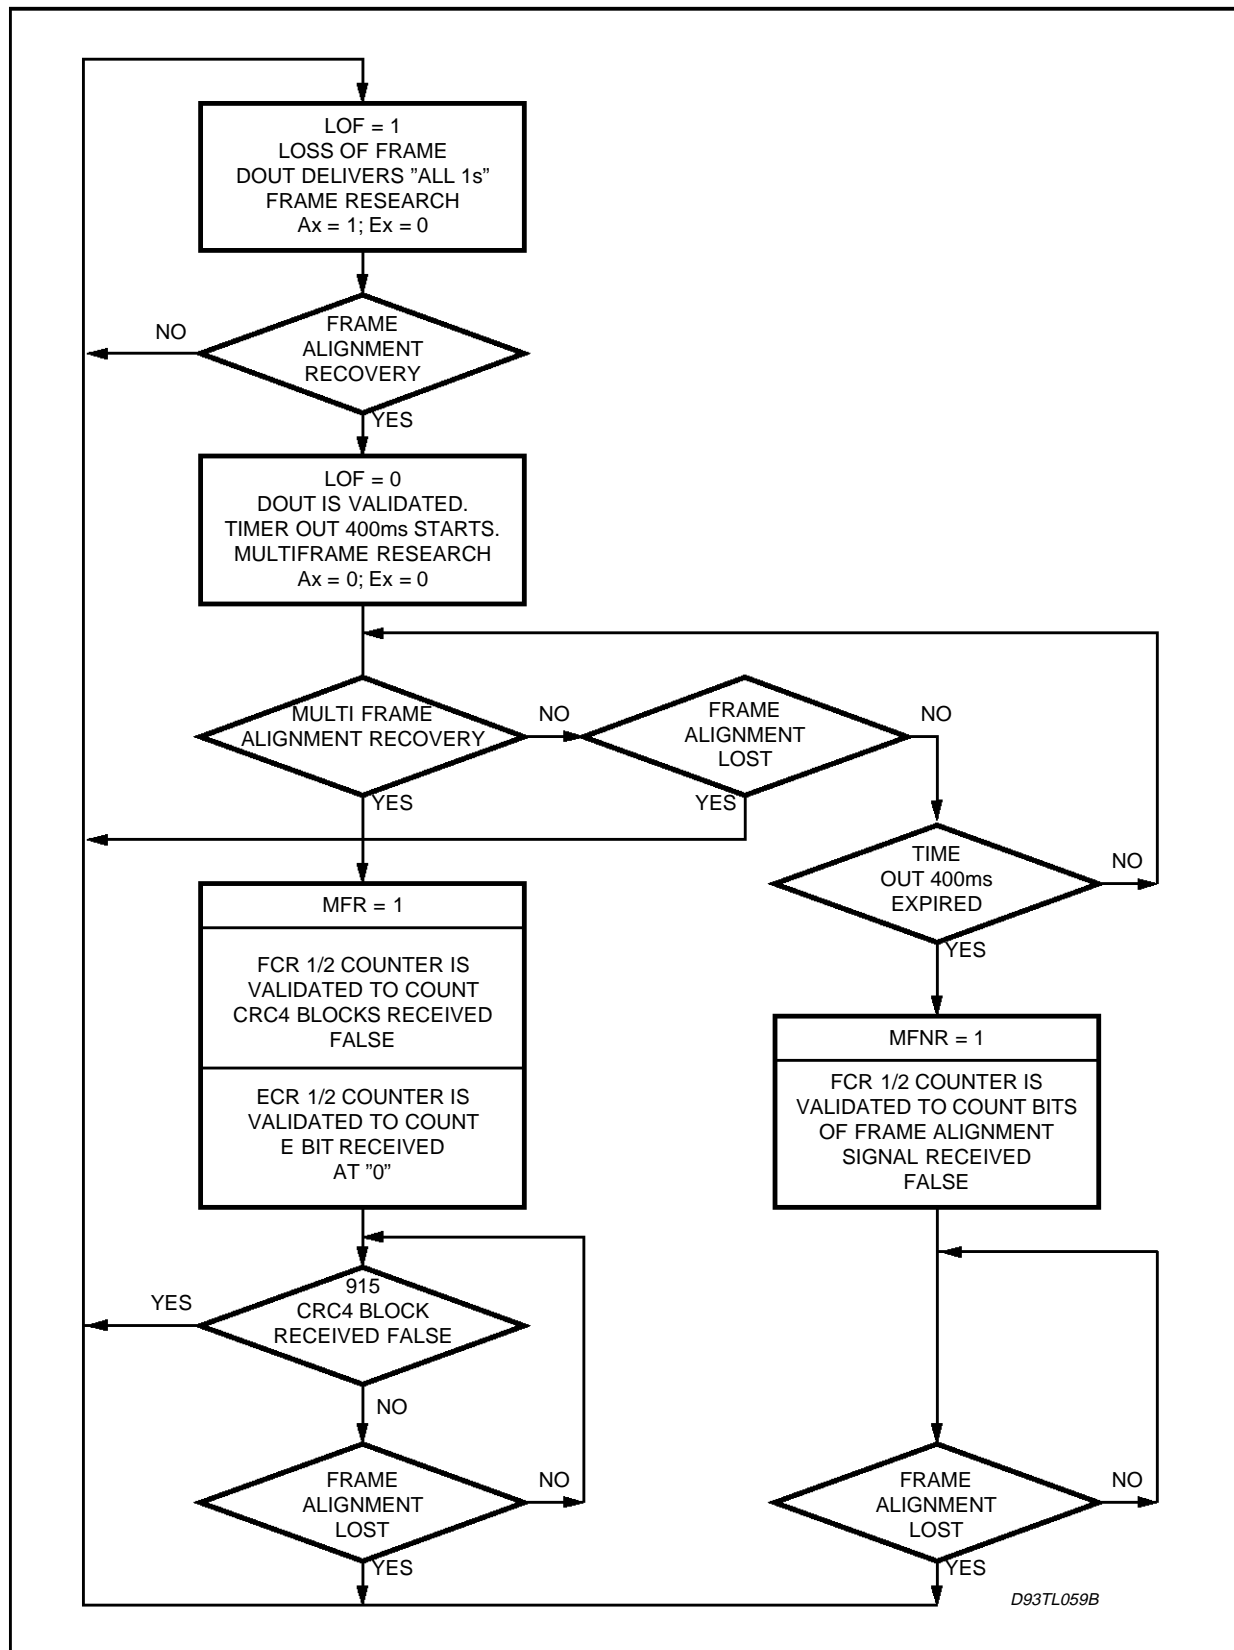 LOF = 1
LOSS OF FRAME
DOUT DELIVERS ”ALL 1s”
FRAME RESEARCH
Ax = 1; Ex = 0
NO
FRAME
ALIGNMENT
RECOVERY
YES
LOF = 0
DOUT IS VALIDATED.
TIMER OUT 400ms STARTS.
MULTIFRAME RESEARCH
Ax = 0; Ex = 0
MULTI FRAME
ALIGNMENT RECOVERY
NO
YES
FRAME
ALIGNMENT
LOST
NO
YES
TIME
OUT 400ms
EXPIRED
NO
YES
MFR = 1
FCR 1/2 COUNTER IS
VALIDATED TO COUNT
CRC4 BLOCKS RECEIVED
FALSE
ECR 1/2 COUNTER IS
VALIDATED TO COUNT
E BIT RECEIVED
AT ”0”
MFNR = 1
FCR 1/2 COUNTER IS
VALIDATED TO COUNT BITS
OF FRAME ALIGNMENT
SIGNAL RECEIVED
FALSE
YES
915
CRC4 BLOCK
RECEIVED FALSE
NO
FRAME
ALIGNMENT
LOST
NO
YES
FRAME
ALIGNMENT
LOST
NO
YES
D93TL059B